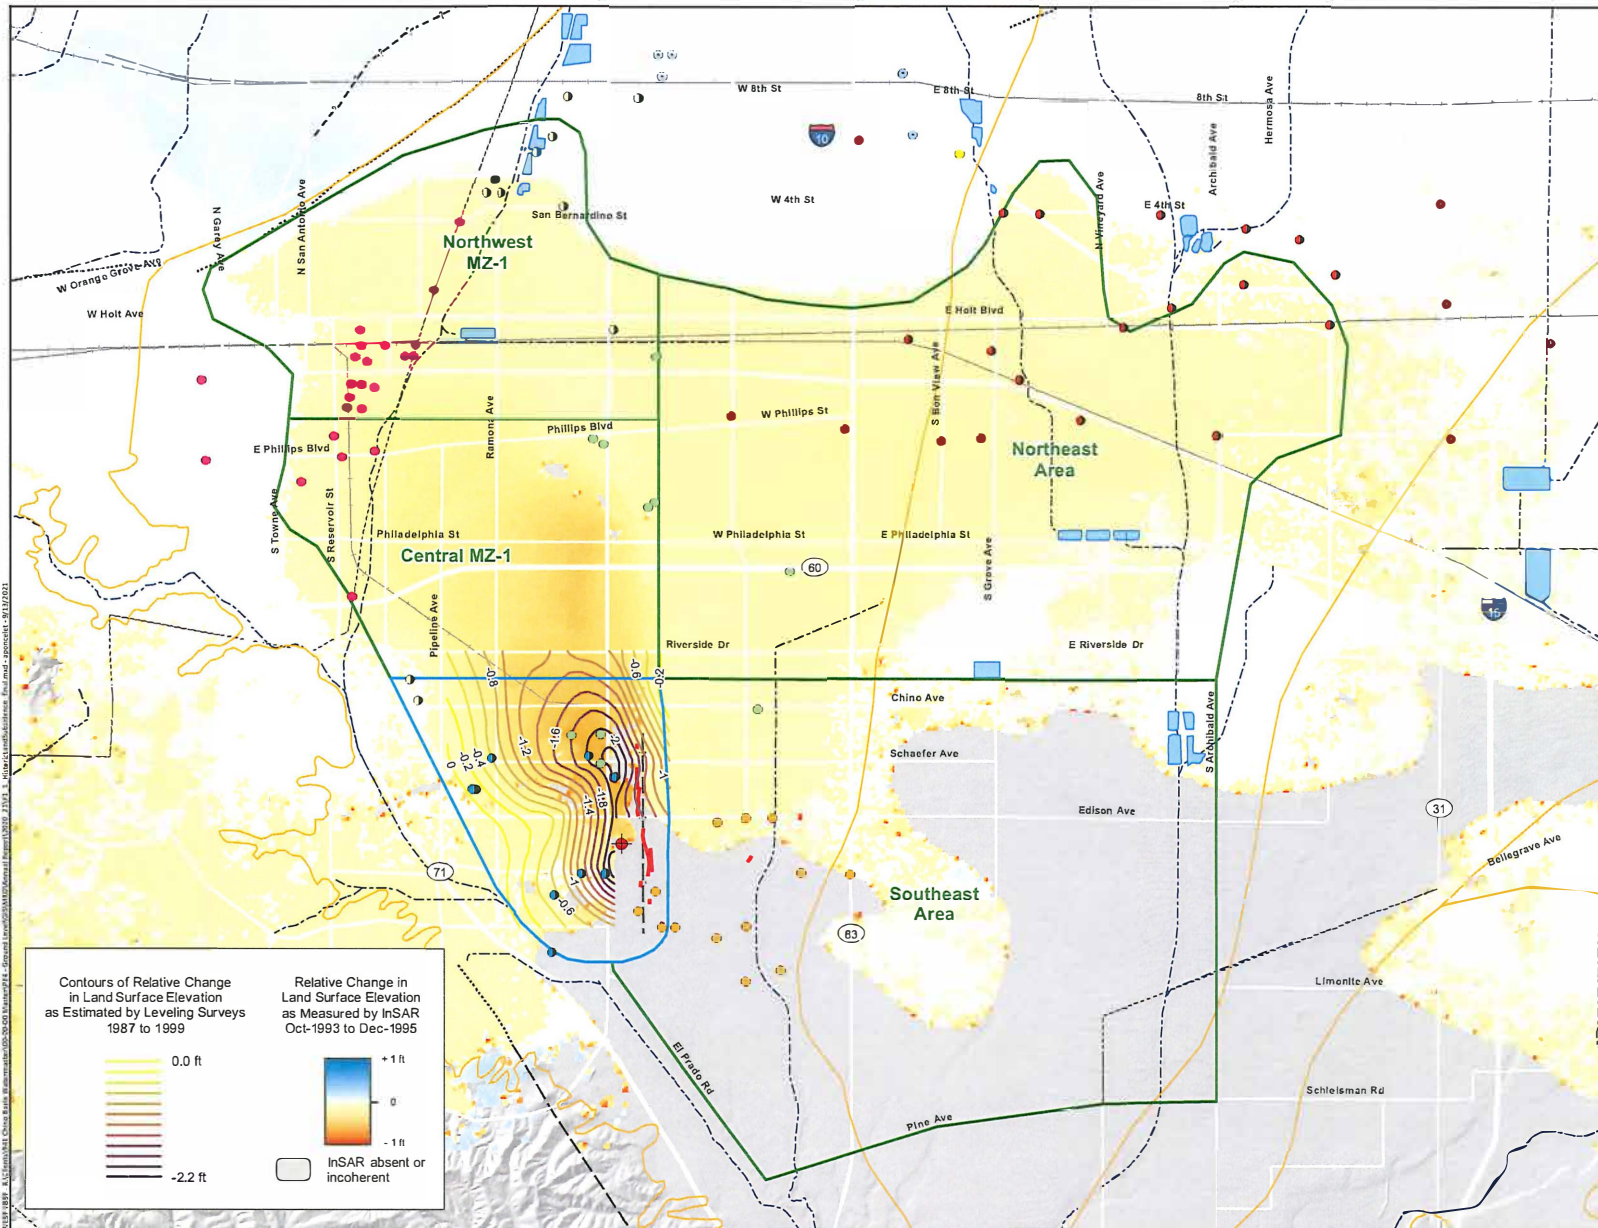 W 8th St
E 8th St
8th St
Hermosa Ave
10
Archibald Ave
N Garey Ave
N San Antonio Ave
W 4th St
San Bernardino St
N Vineyard Ave
E 4th St
Northwest
MZ-1
W Orange Grove Ave
W Holt Ave
E Holt Blvd
S Bon View Ave
Ramona Ave
Phillips Blvd
W Phillips St
E Phillips Blvd
Northeast
Area
S Towne Ave
S Reservoir St
Philadelphia St
Central MZ-1
W Philadelphia St
E Philadelphia St
60
S Grove Ave
15
Pipeline Ave
Riverside Dr
E Riverside Dr
-0.8
-0.6
-0.2
Chino Ave
S Archibald Ave
-1.2
-1.6
-2
Schaefer Ave
0
-0.2
-0.4
-1
-1.4
-1.8
Edison Ave
31
Bellegrave Ave
71
-1
-0.6
Southeast
Area
83
Limonite Ave
El Prado Rd
Schleisman Rd
Pine Ave
Contours of Relative Change
in Land Surface Elevation
as Estimated by Leveling Surveys
1987 to 1999
0.0 ft
-2.2 ft
Relative Change in
Land Surface Elevation
as Measured by InSAR
Oct-1993 to Dec-1995
+1 ft
0
-1 ft
InSAR absent or
incoherent